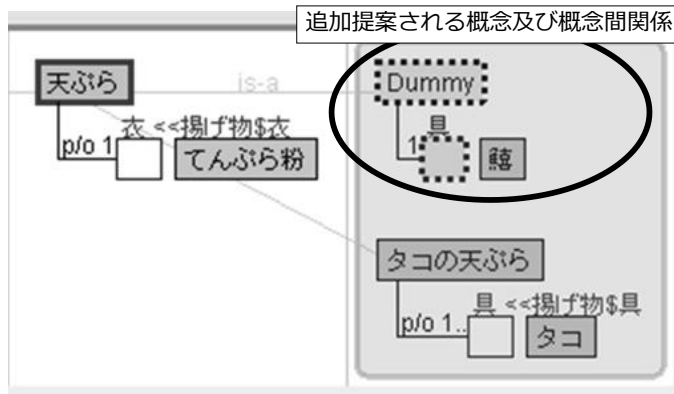 追加提案される概念及び概念間関係
天ぷら
is-a
Dummy
衣 <<揚げ物$衣
p/o 1
てんぷら粉
具
1
鱚
タコの天ぷら
具 <<揚げ物$具
p/o 1..
タコ